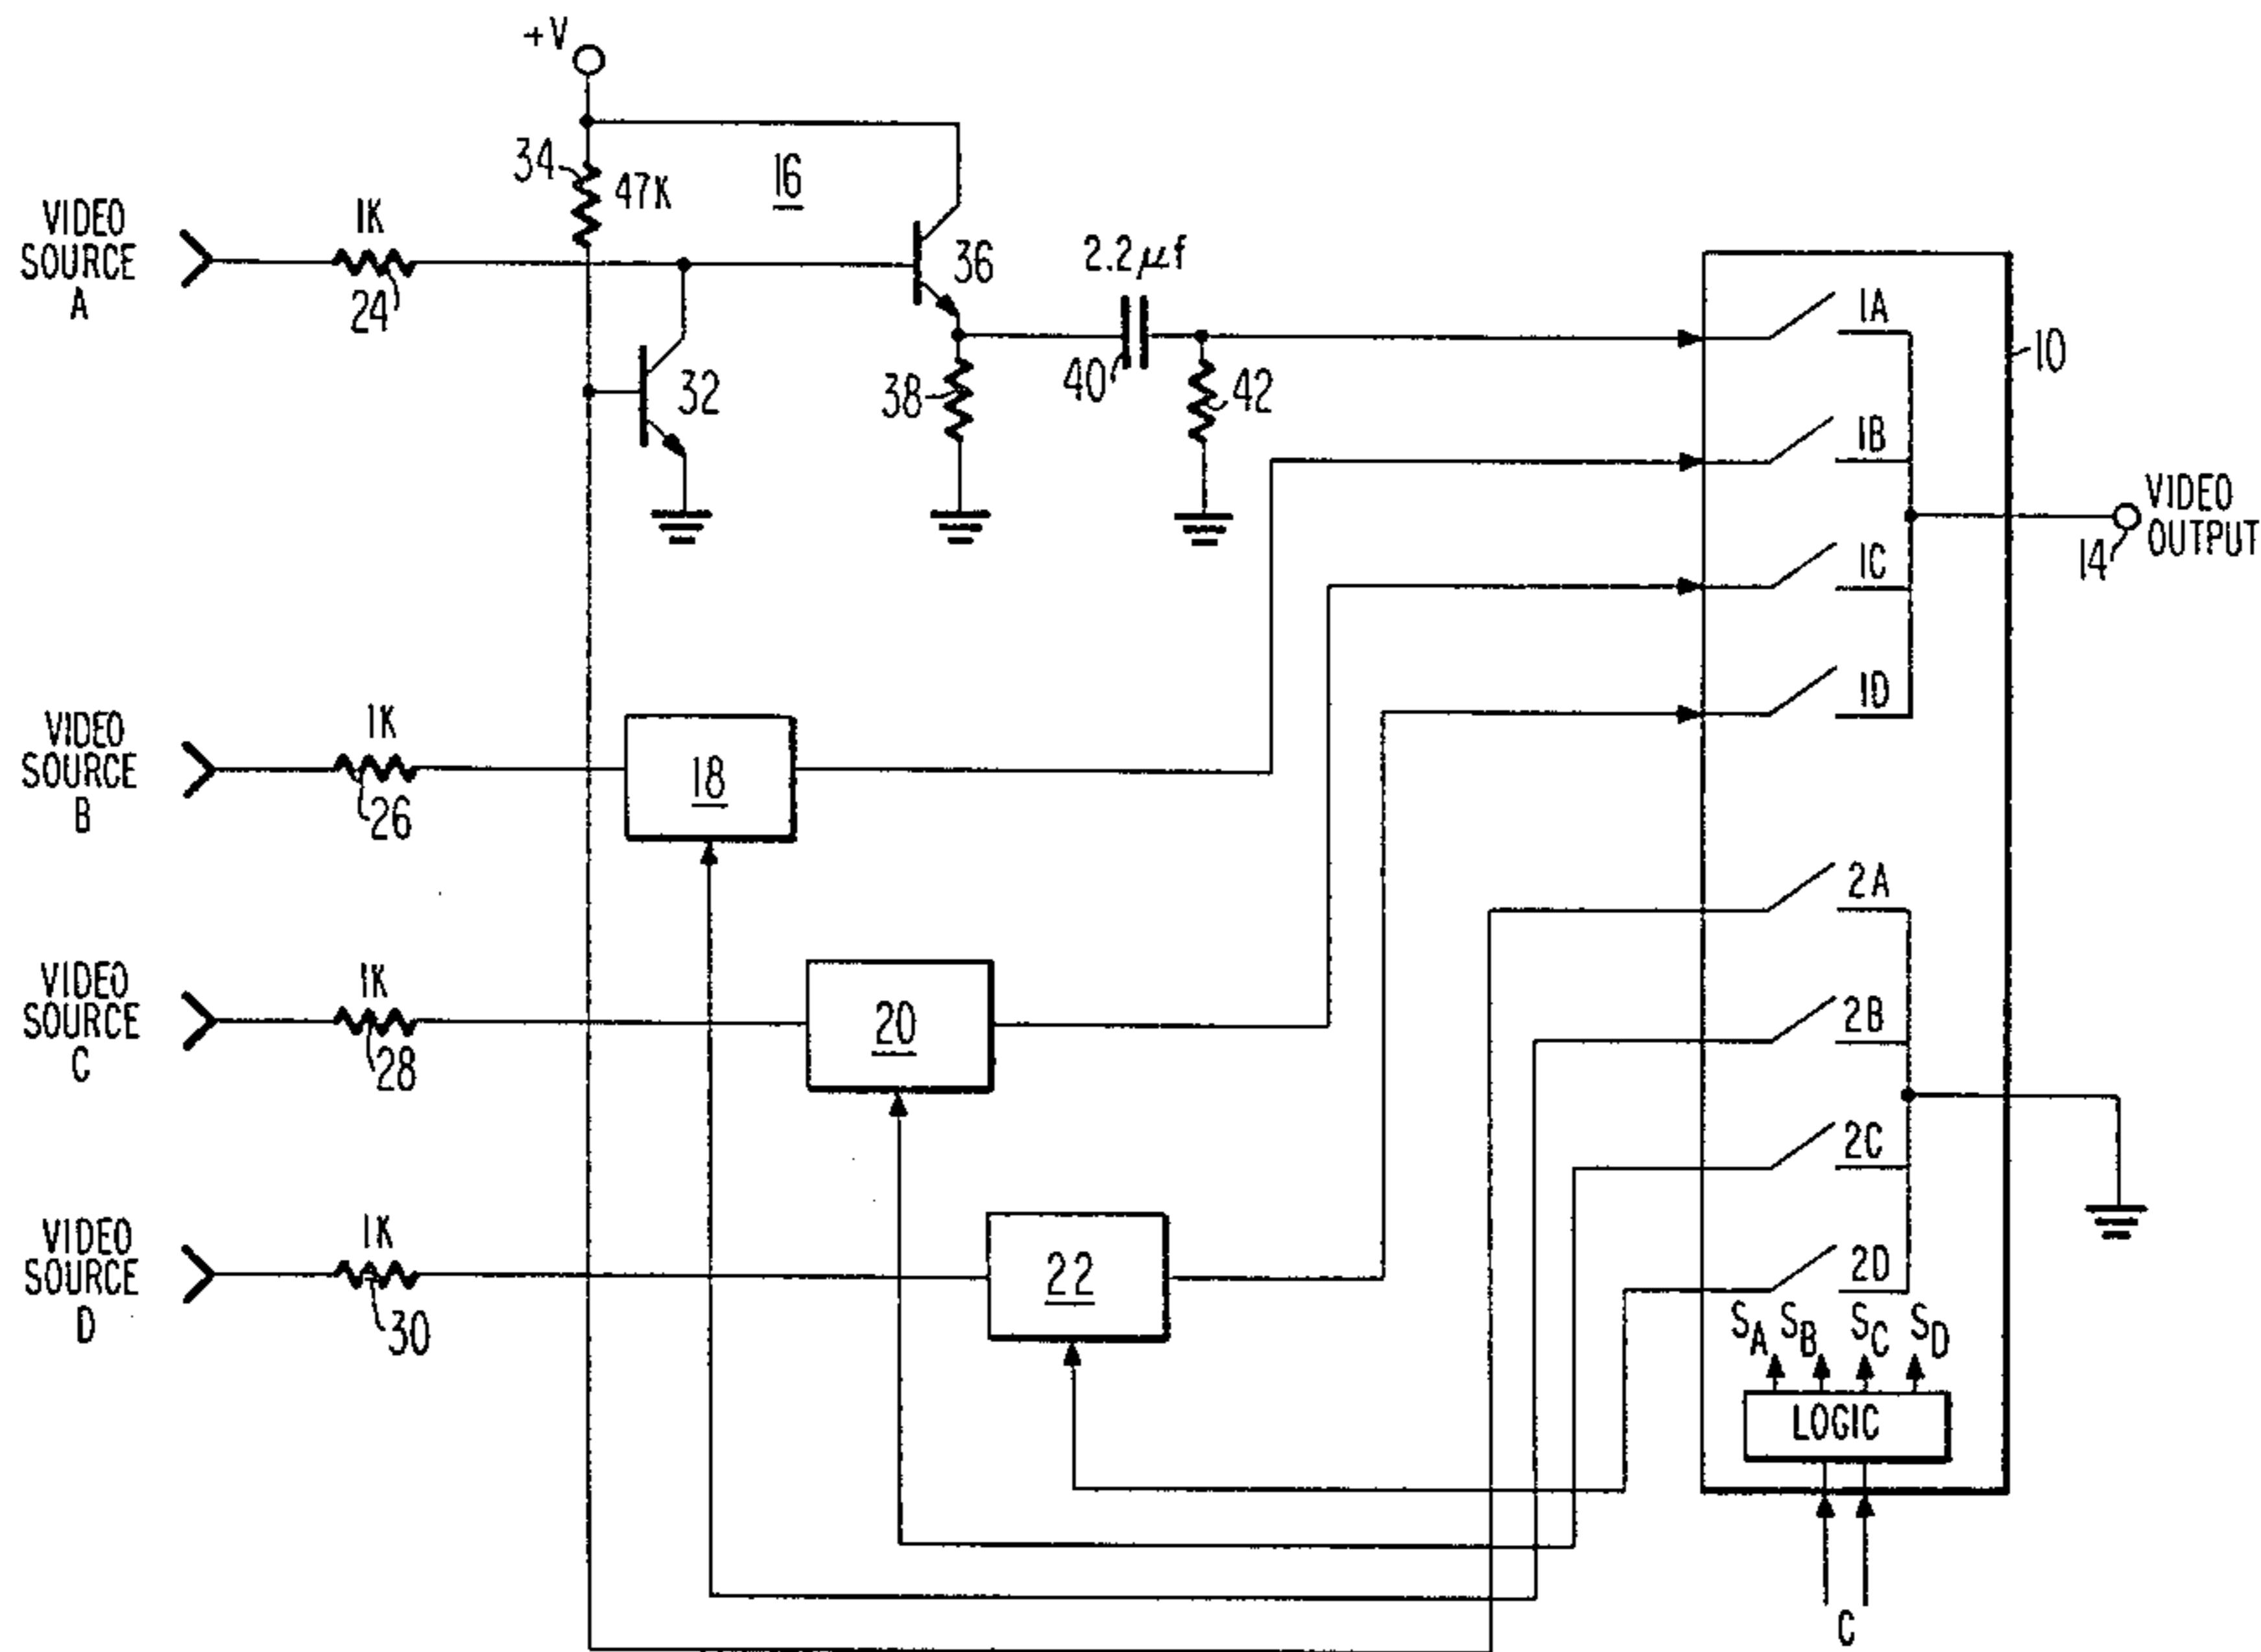 +V
34
47K
16
VIDEO
SOURCE
A
1K
24
36
2.2µf
32
38
40
42
1A
10
1B
1C
1D
VIDEO
OUTPUT
14
VIDEO
SOURCE
B
1K
26
18
2A
VIDEO
SOURCE
C
1K
28
20
2B
2C
VIDEO
SOURCE
D
1K
30
22
2D
SA SB SC SD
LOGIC
C